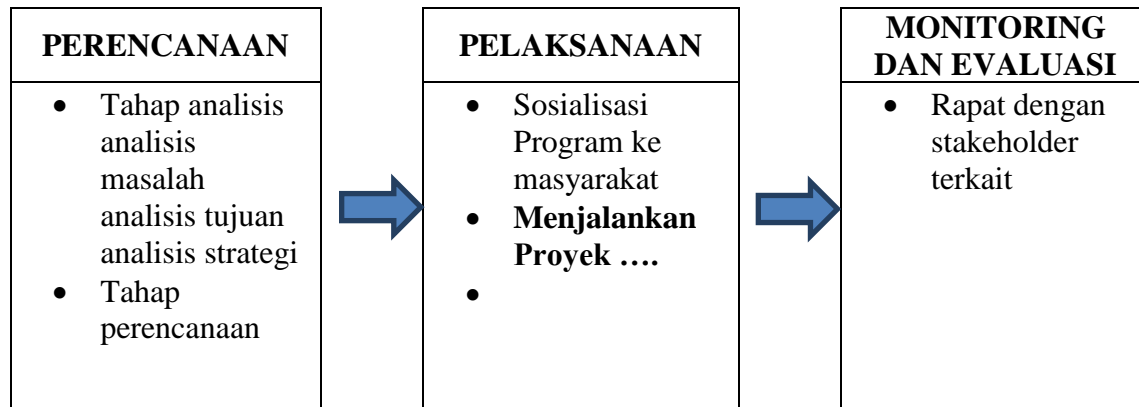 PERENCANAAN
• Tahap analisis
analisis
masalah
analisis tujuan
analisis strategi
• Tahap
perencanaan
PELAKSANAAN
• Sosialisasi
Program ke
masyarakat
• Menjalankan
Proyek ….
•
MONITORING
DAN EVALUASI
• Rapat dengan
stakeholder
terkait